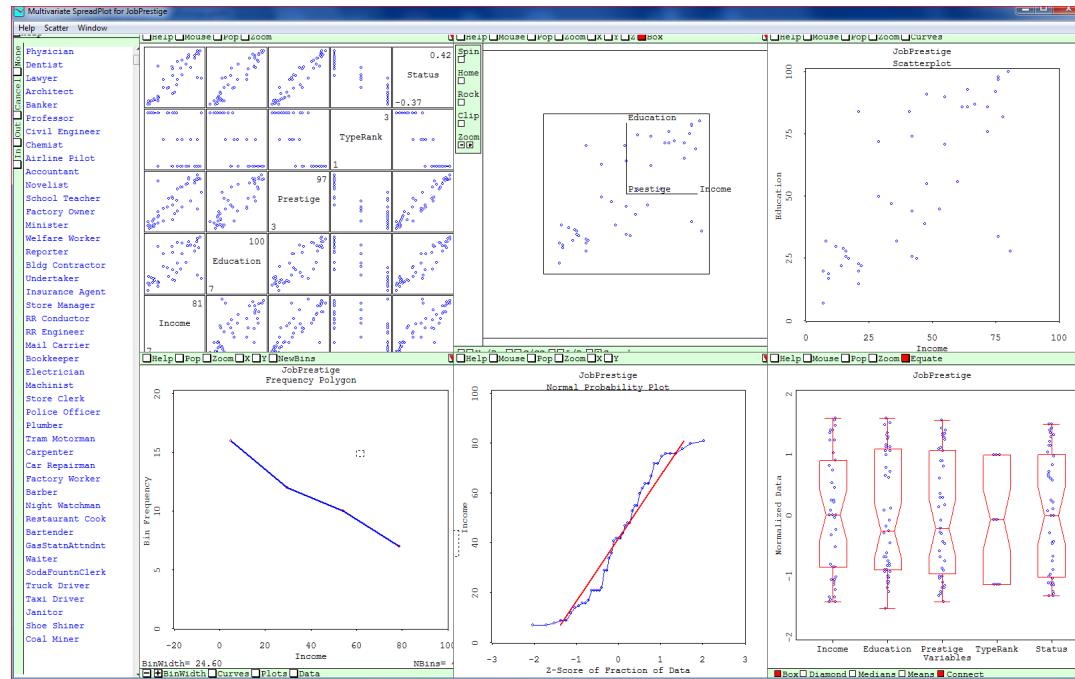 Multivariate SpreadPlot for JobPrestige
Help Scatter Window
None
Cancel
Out
In
Physician
Dentist
Lawyer
Architect
Banker
Professor
Civil Engineer
Chemist
Airline Pilot
Accountant
Novelist
School Teacher
Factory Owner
Minister
Welfare Worker
Reporter
Bldg Contractor
Undertaker
Insurance Agent
Store Manager
RR Conductor
RR Engineer
Mail Carrier
Bookkeeper
Electrician
Machinist
Store Clerk
Police Officer
Plumber
Tram Motorman
Carpenter
Car Repairman
Factory Worker
Barber
Night Watchman
Restaurant Cook
Bartender
GasStatnAttndnt
Waiter
SodaFountnClerk
Truck Driver
Taxi Driver
Janitor
Shoe Shiner
Coal Miner
Help Mouse Pop Zoom
0.42
Status
-0.37
3
TypeRank
1
97
Prestige
3
100
Education
7
81
Income
Help Mouse Pop Zoom X Y Z Box
Spin
Home
Rock
Clip
Zoom
Education
Prestige Income
Help Mouse Pop Zoom Curves
JobPrestige
Scatterplot
Education
100
75
50
25
0
0 25 50 75 100
Income
Help Pop Zoom X Y NewBins
JobPrestige
Frequency Polygon
Bin Frequency
20
15
10
5
0
-20 0 20 40 60 80 100
Income
BinWidth= 24.60 NBins=
BinWidth Curves Plots Data
Help Mouse Pop Zoom X Y
JobPrestige
Normal Probability Plot
Income
100
80
60
40
20
0
-3 -2 -1 0 1 2 3
Z-Score of Fraction of Data
Help Mouse Pop Zoom Equate
JobPrestige
Normalized Data
2
1
0
-1
-2
Income Education Prestige TypeRank Status
Variables
Box Diamond Medians Means Connect